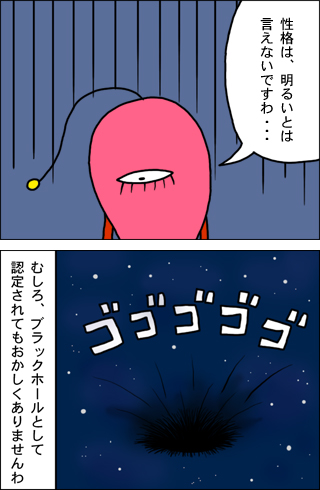 性格は、明るいとは
言えないですわ・・・
ゴゴゴゴゴ
むしろ、ブラックホールとして
認定されてもおかしくありませんわ